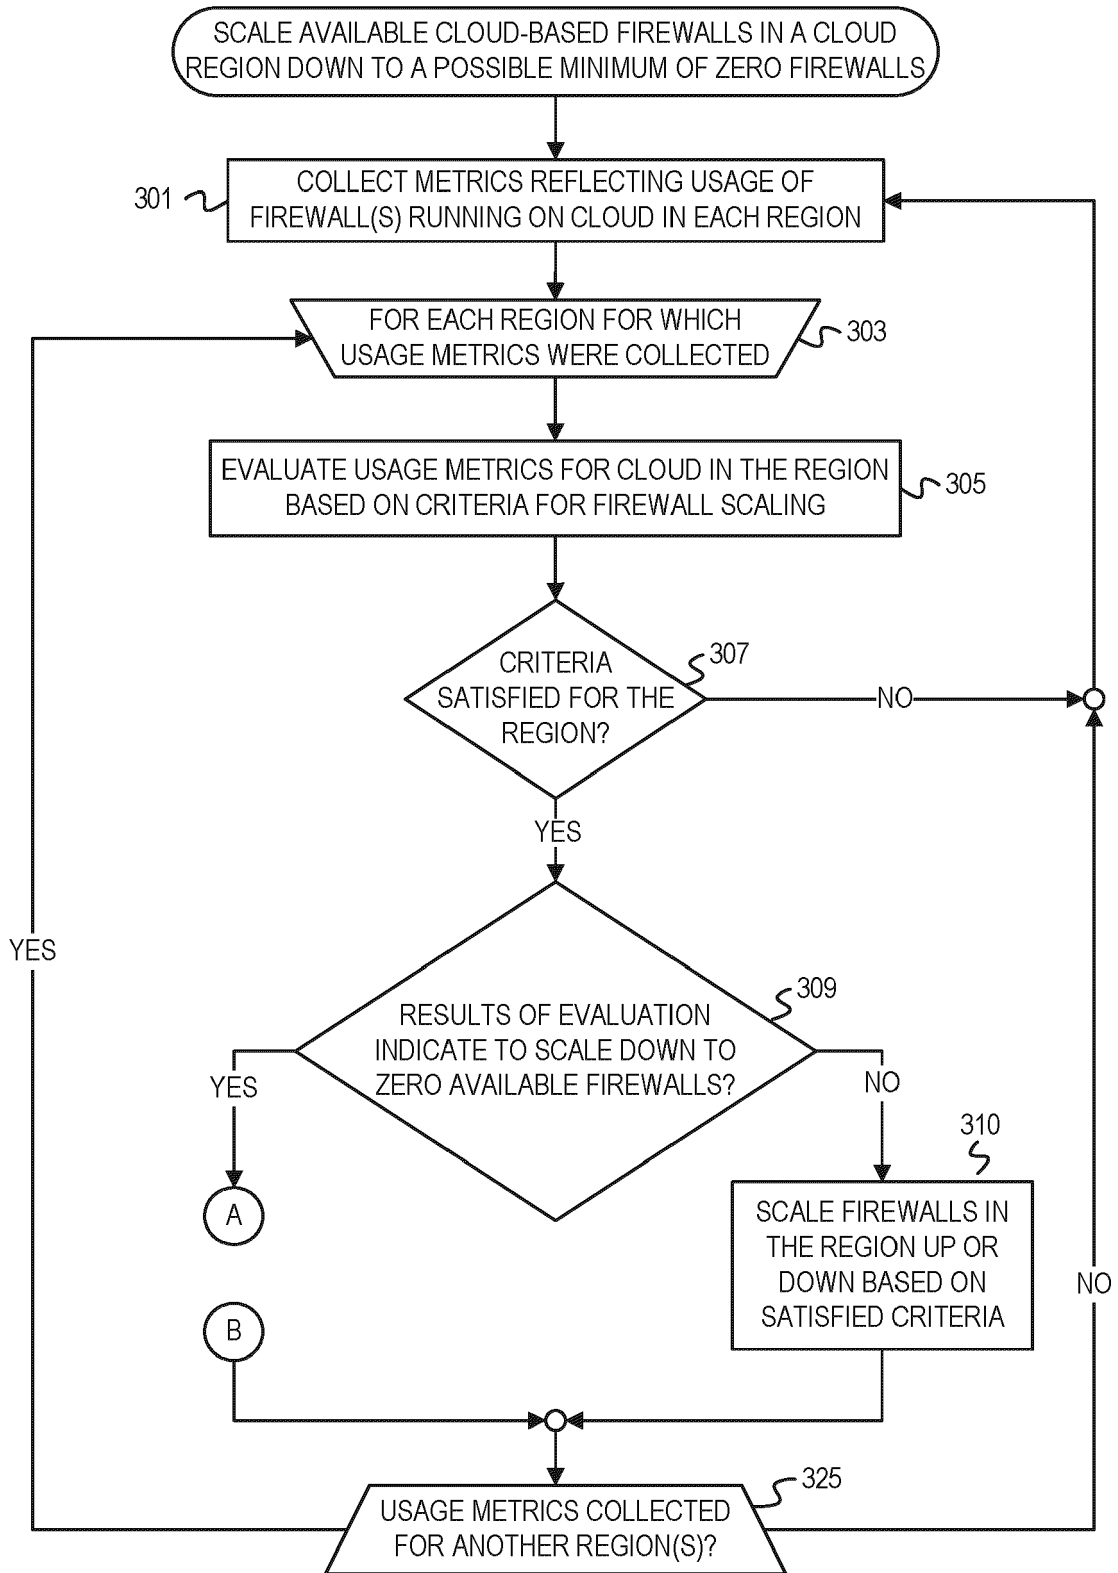 SCALE AVAILABLE CLOUD-BASED FIREWALLS IN A CLOUD
REGION DOWN TO A POSSIBLE MINIMUM OF ZERO FIREWALLS
301
COLLECT METRICS REFLECTING USAGE OF
FIREWALL(S) RUNNING ON CLOUD IN EACH REGION
FOR EACH REGION FOR WHICH
USAGE METRICS WERE COLLECTED
303
EVALUATE USAGE METRICS FOR CLOUD IN THE REGION
BASED ON CRITERIA FOR FIREWALL SCALING
305
CRITERIA
SATISFIED FOR THE
REGION?
307
NO
YES
YES
RESULTS OF EVALUATION
INDICATE TO SCALE DOWN TO
ZERO AVAILABLE FIREWALLS?
309
YES
NO
A
310
SCALE FIREWALLS IN
THE REGION UP OR
DOWN BASED ON
SATISFIED CRITERIA
NO
B
USAGE METRICS COLLECTED
FOR ANOTHER REGION(S)?
325